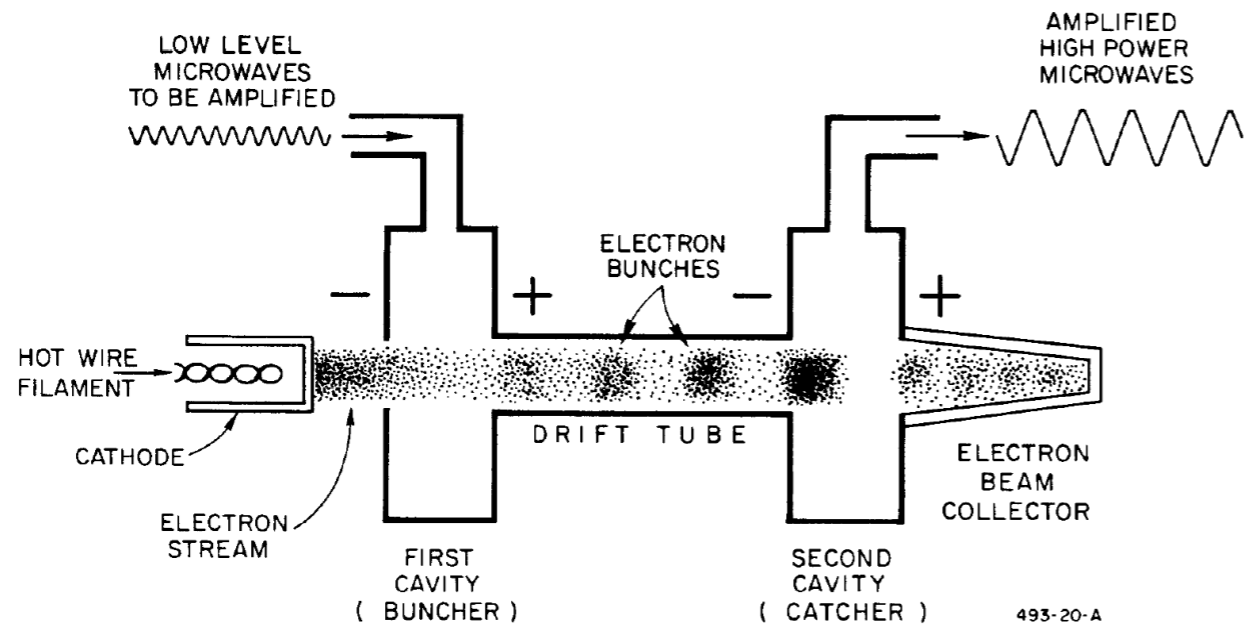 LOW LEVEL
MICROWAVES
TO BE AMPLIFIED
AMPLIFIED
HIGH POWER
MICROWAVES
ELECTRON
BUNCHES
−
+
−
+
HOT WIRE
FILAMENT
CATHODE
DRIFT TUBE
ELECTRON
STREAM
ELECTRON
BEAM
COLLECTOR
FIRST
CAVITY
( BUNCHER )
SECOND
CAVITY
( CATCHER )
493-20-A